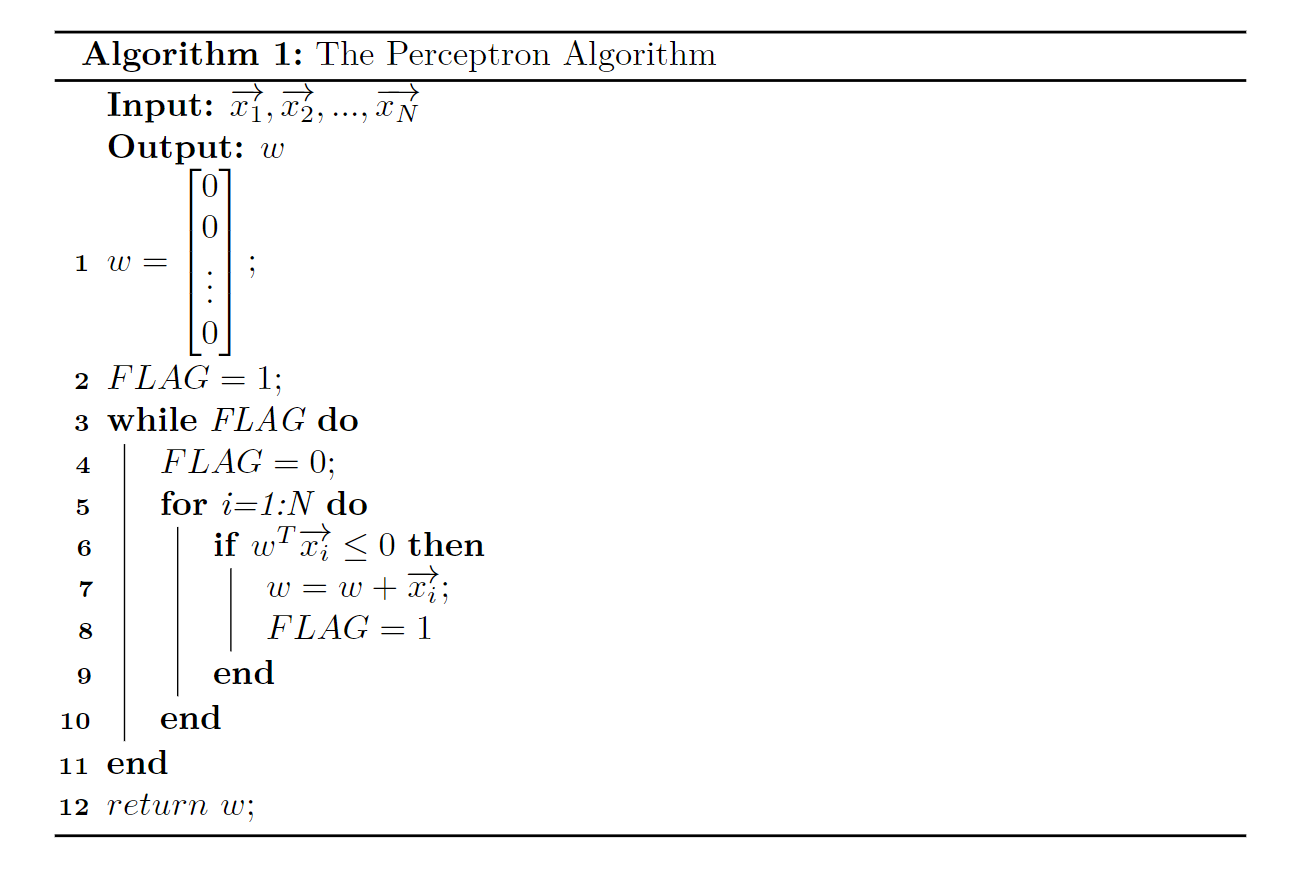 Algorithm 1: The Perceptron Algorithm
Input: $\overrightarrow{x_1}, \overrightarrow{x_2}, ..., \overrightarrow{x_N}$
Output: $w$
1 $w = \begin{bmatrix} 0 \\ 0 \\ \vdots \\ 0 \end{bmatrix}$;
2 $FLAG = 1$;
3 while FLAG do
4 $FLAG = 0$;
5 for i=1:N do
6 if $w^T \overrightarrow{x_i} \leq 0$ then
7 $w = w + \overrightarrow{x_i}$;
8 $FLAG = 1$
9 end
10 end
11 end
12 return $w$;